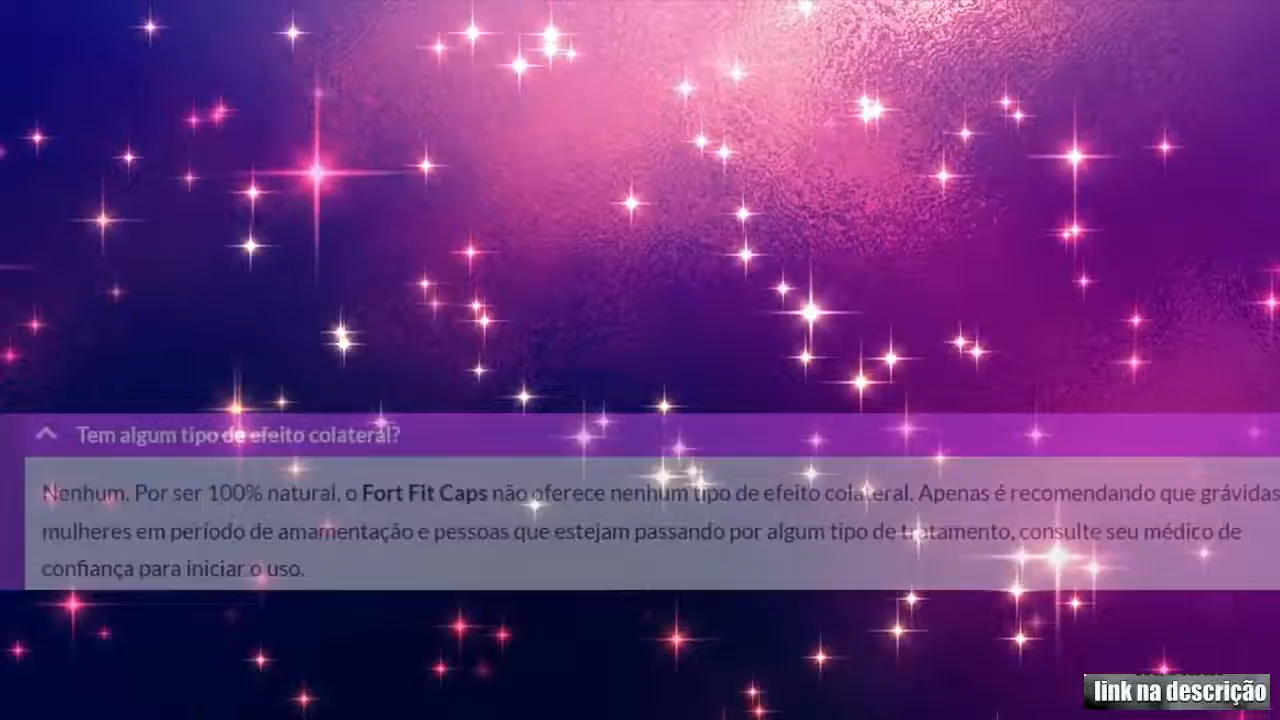 Tem algum tipo de efeito colateral?
Nenhum. Por ser 100% natural, o Fort Fit Caps não oferece nenhum tipo de efeito colateral. Apenas é recomendando que grávidas
mulheres em período de amamentação e pessoas que estejam passando por algum tipo de tratamento, consulte seu médico de
confiança para iniciar o uso.
link na descrição